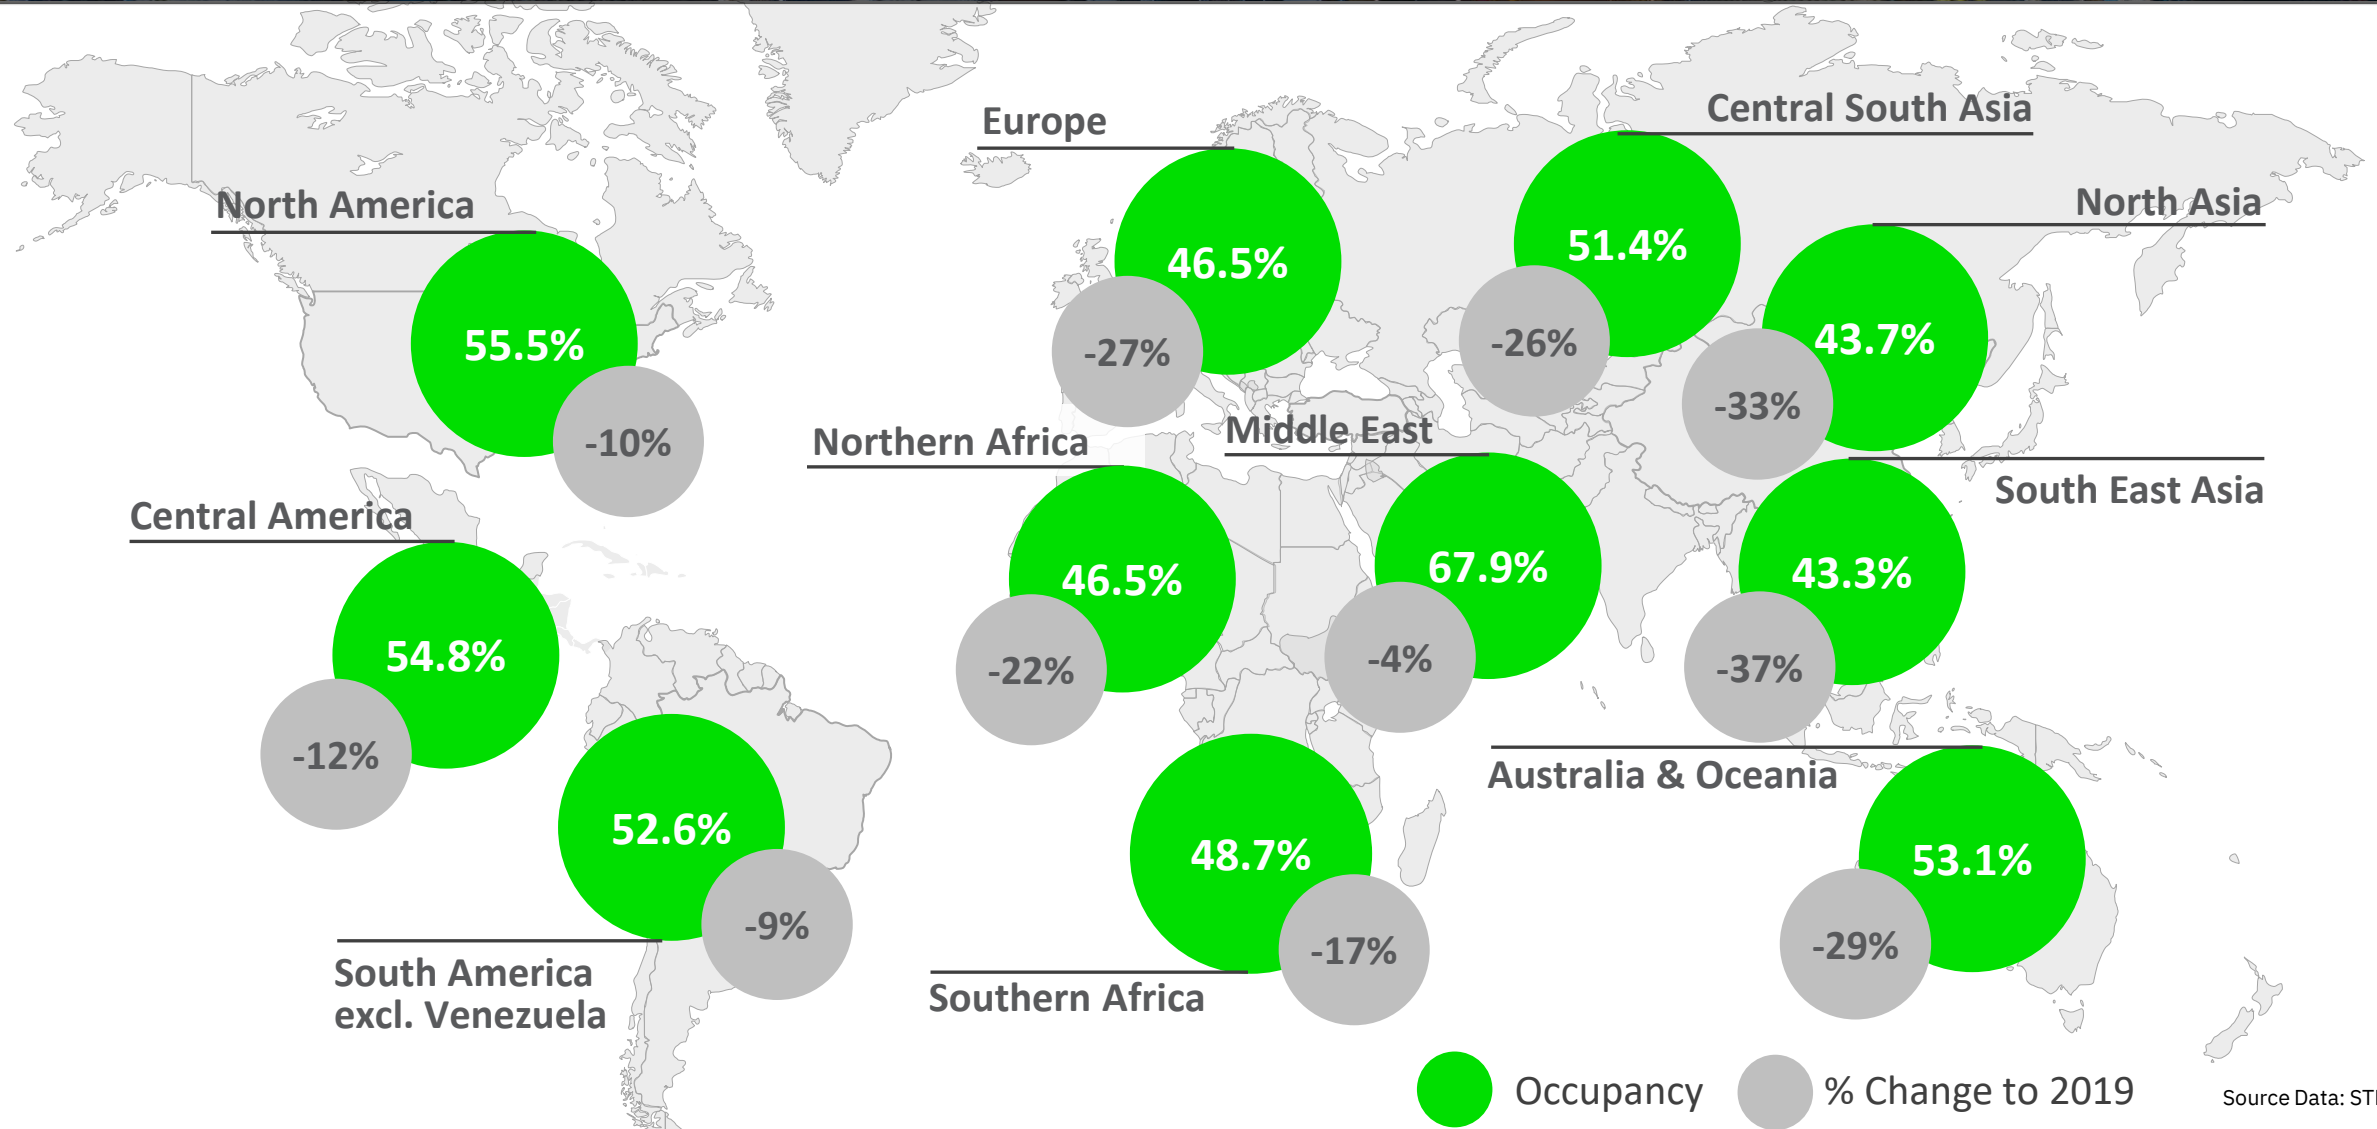 Europe
46.5%
-27%
Central South Asia
51.4%
-26%
North Asia
43.7%
-33%
North America
55.5%
-10%
Northern Africa
46.5%
-22%
Middle East
67.9%
-4%
South East Asia
43.3%
-37%
Central America
54.8%
-12%
52.6%
-9%
South America
excl. Venezuela
48.7%
-17%
Southern Africa
Australia & Oceania
53.1%
-29%
Occupancy
% Change to 2019
Source Data: